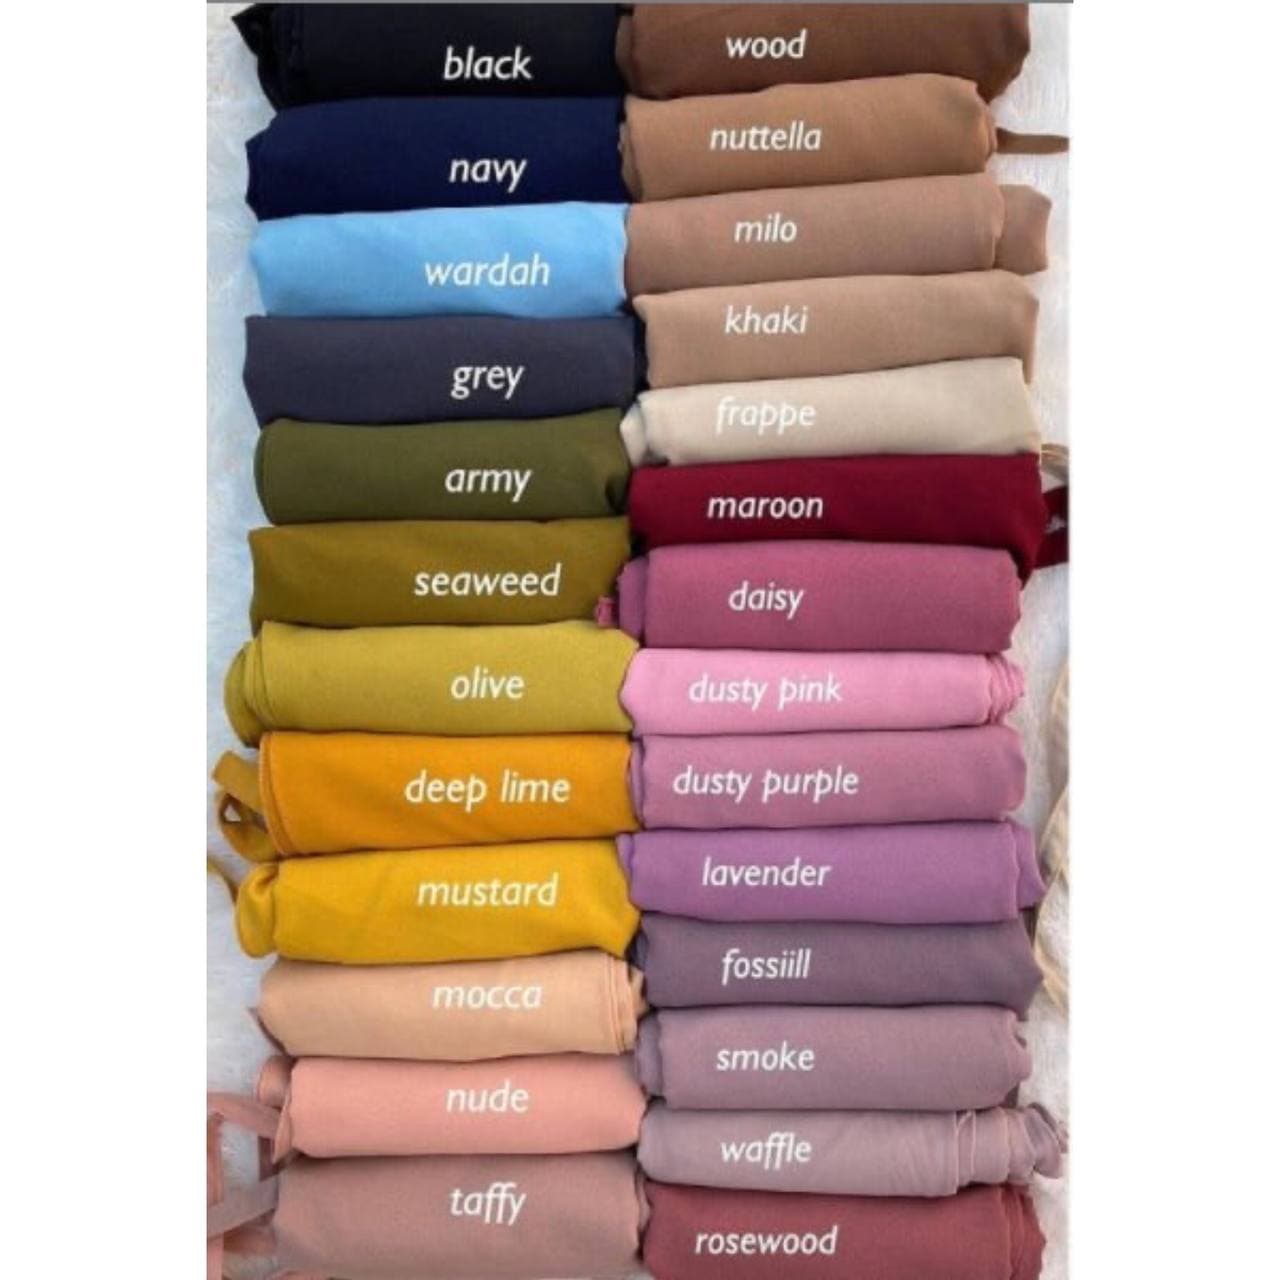 black
navy
wardah
grey
army
seaweed
olive
deep lime
mustard
mocca
nude
taffy
wood
nuttella
milo
khaki
frappe
maroon
daisy
dusty pink
dusty purple
lavender
fossiill
smoke
waffle
rosewood